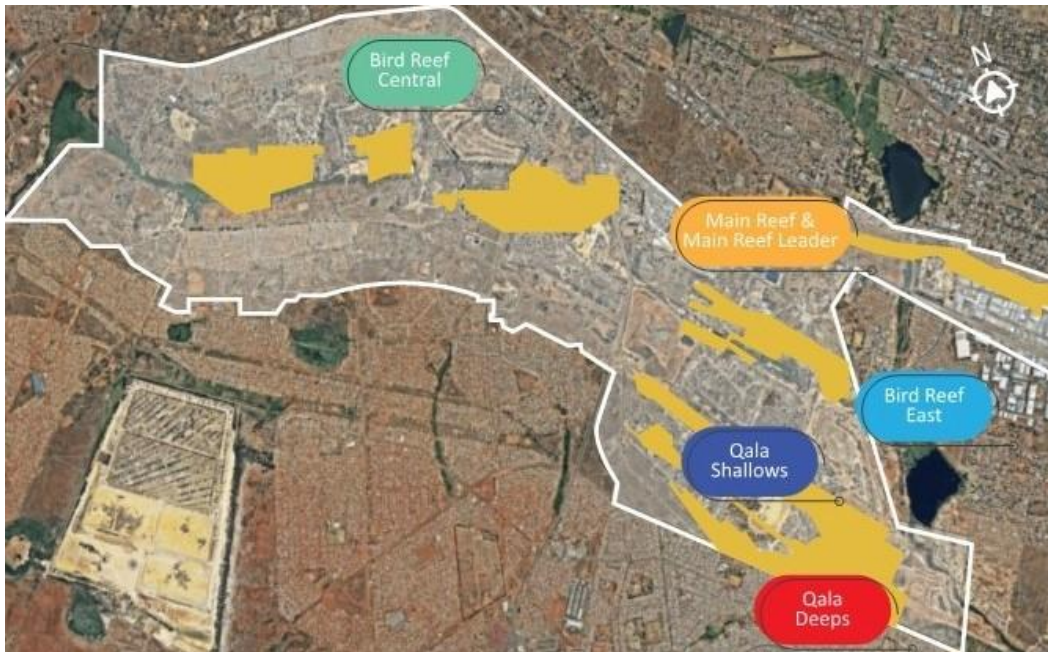 Bird Reef
Central
N
Main Reef &
Main Reef Leader
Bird Reef
East
Qala
Shallows
Qala
Deeps